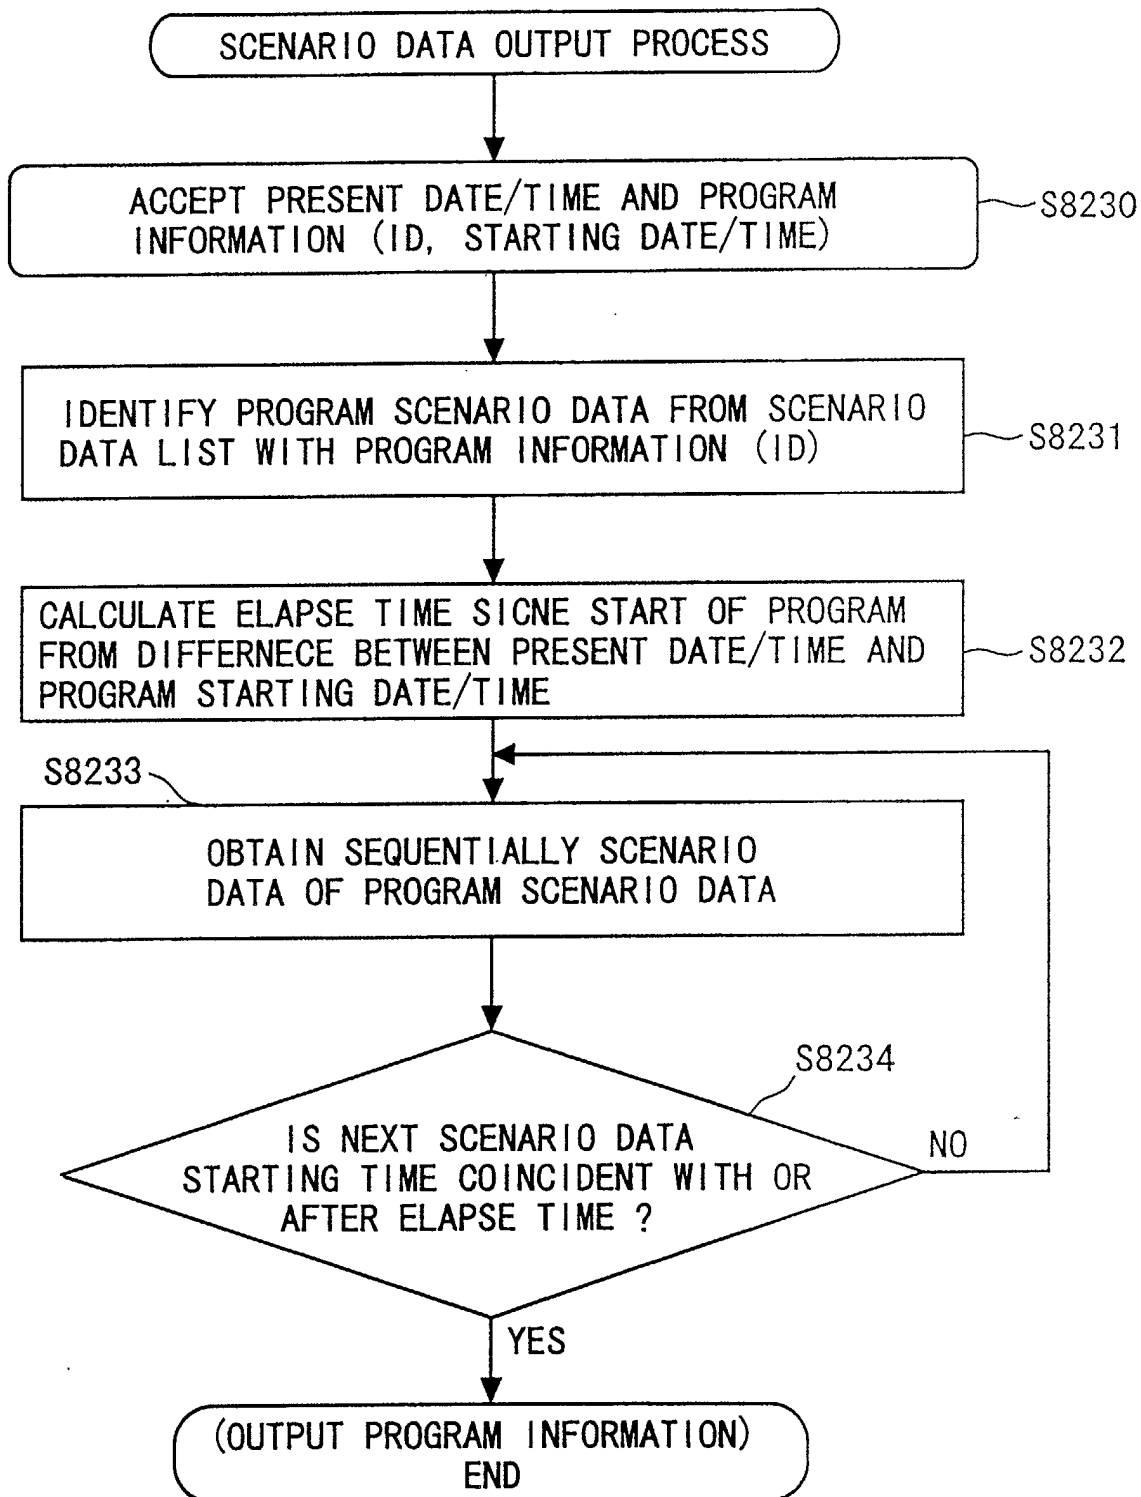 SCENARIO DATA OUTPUT PROCESS
ACCEPT PRESENT DATE/TIME AND PROGRAM
INFORMATION (ID, STARTING DATE/TIME)
S8230
IDENTIFY PROGRAM SCENARIO DATA FROM SCENARIO
DATA LIST WITH PROGRAM INFORMATION (ID)
S8231
CALCULATE ELAPSE TIME SICNE START OF PROGRAM
FROM DIFFERNECE BETWEEN PRESENT DATE/TIME AND
PROGRAM STARTING DATE/TIME
S8232
S8233
OBTAIN SEQUENTIALLY SCENARIO
DATA OF PROGRAM SCENARIO DATA
S8234
IS NEXT SCENARIO DATA
STARTING TIME COINCIDENT WITH OR
AFTER ELAPSE TIME ?
NO
YES
(OUTPUT PROGRAM INFORMATION)
END